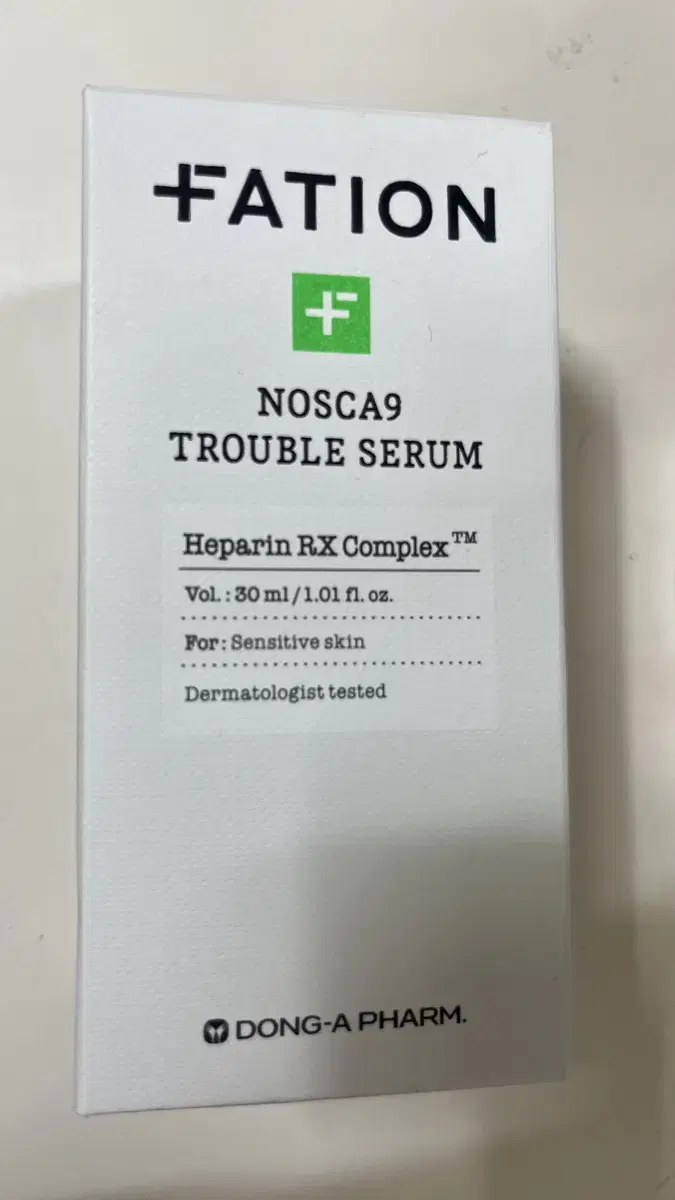 FATION
NOSCA9
TROUBLE SERUM
Heparin RX Complex™
Vol. : 30 ml / 1.01 fl. oz.
For : Sensitive skin
Dermatologist tested
DONG-A PHARM.